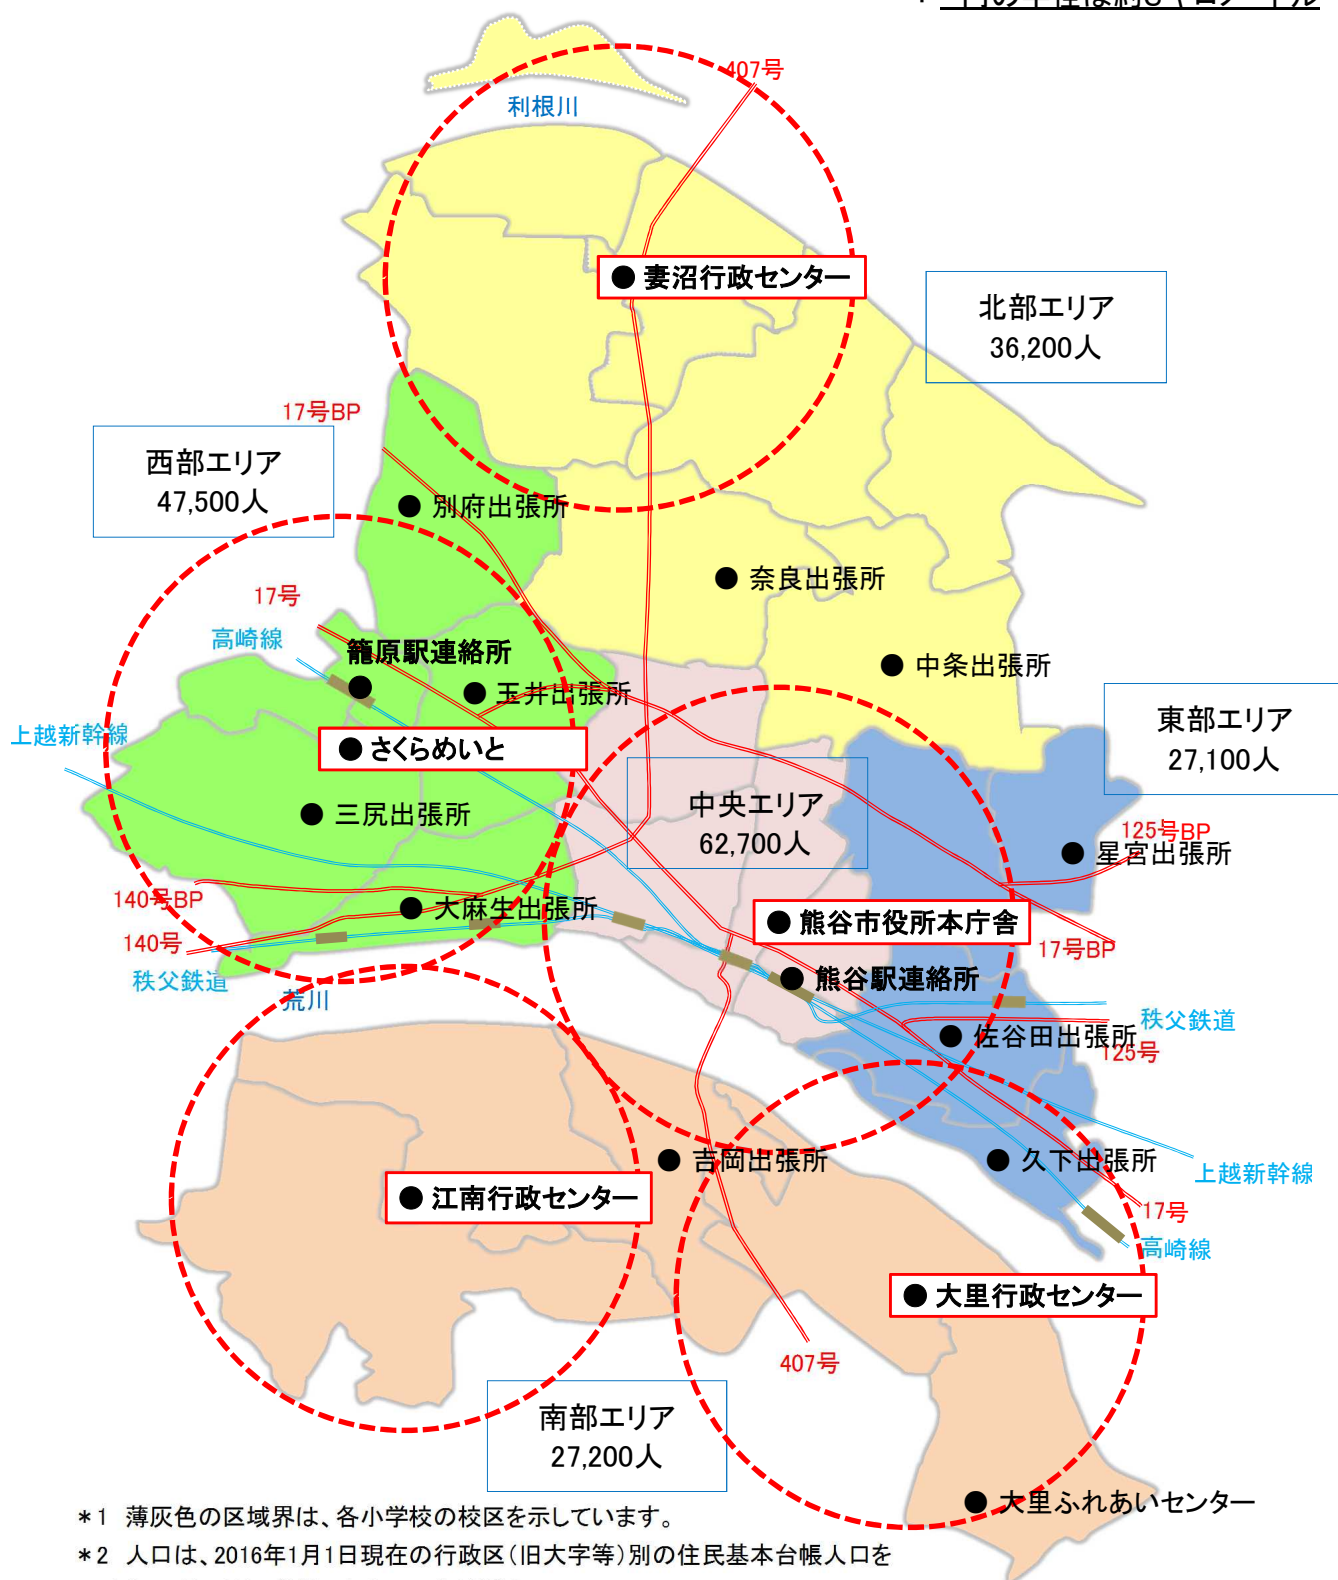 407号
利根川
● 妻沼行政センター
北部エリア
36,200人
17号BP
西部エリア
47,500人
● 別府出張所
● 奈良出張所
17号
高崎線
籠原駅連絡所
● 中条出張所
● 玉井出張所
東部エリア
27,100人
上越新幹線
● さくらめいと
中央エリア
62,700人
● 三尻出張所
125号BP
● 星宮出張所
140号BP
● 大麻生出張所
● 熊谷市役所本庁舎
140号
17号BP
秩父鉄道
● 熊谷駅連絡所
荒川
秩父鉄道
● 佐谷田出張所
125号
● 吉岡出張所
● 久下出張所
上越新幹線
● 江南行政センター
17号
高崎線
● 大里行政センター
407号
南部エリア
27,200人
● 大里ふれあいセンター
*1 薄灰色の区域界は、各小学校の校区を示しています。
*2 人口は、2016年1月1日現在の行政区(旧大字等)別の住民基本台帳人口を